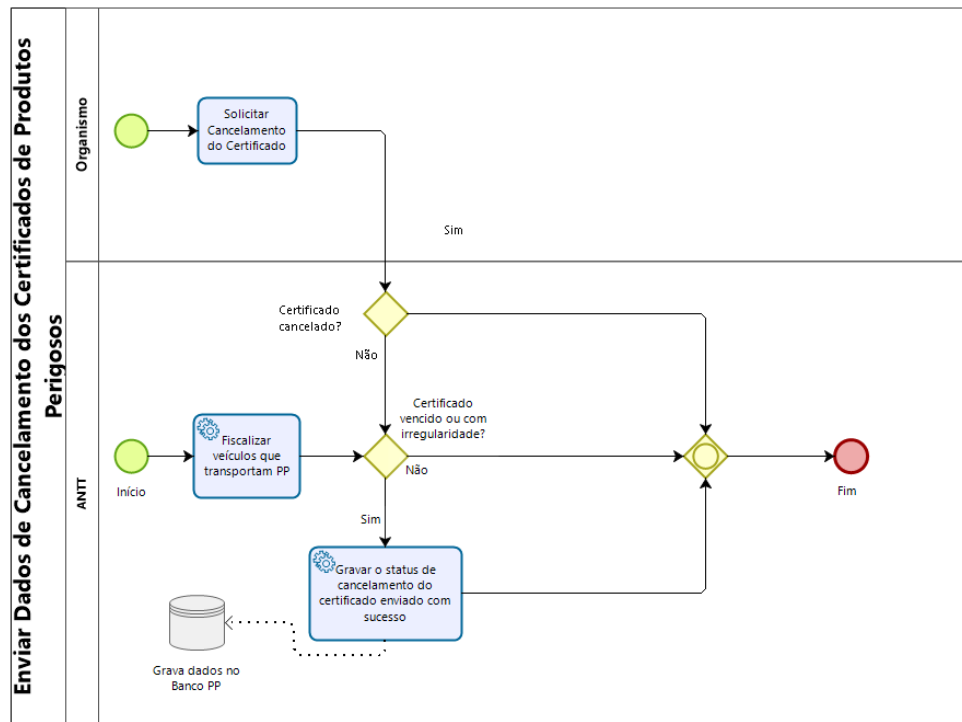 Enviar Dados de Cancelamento dos Certificados de Produtos
Perigosos
Organismo
Solicitar
Cancelamento
do Certificado
Sim
ANTT
Certificado
cancelado?
Não
Certificado
vencido ou com
irregularidade?
Início
Fiscalizar
veículos que
transportam PP
Não
Fim
Sim
Gravar o status de
cancelamento do
certificado enviado com
sucesso
Grava dados no
Banco PP